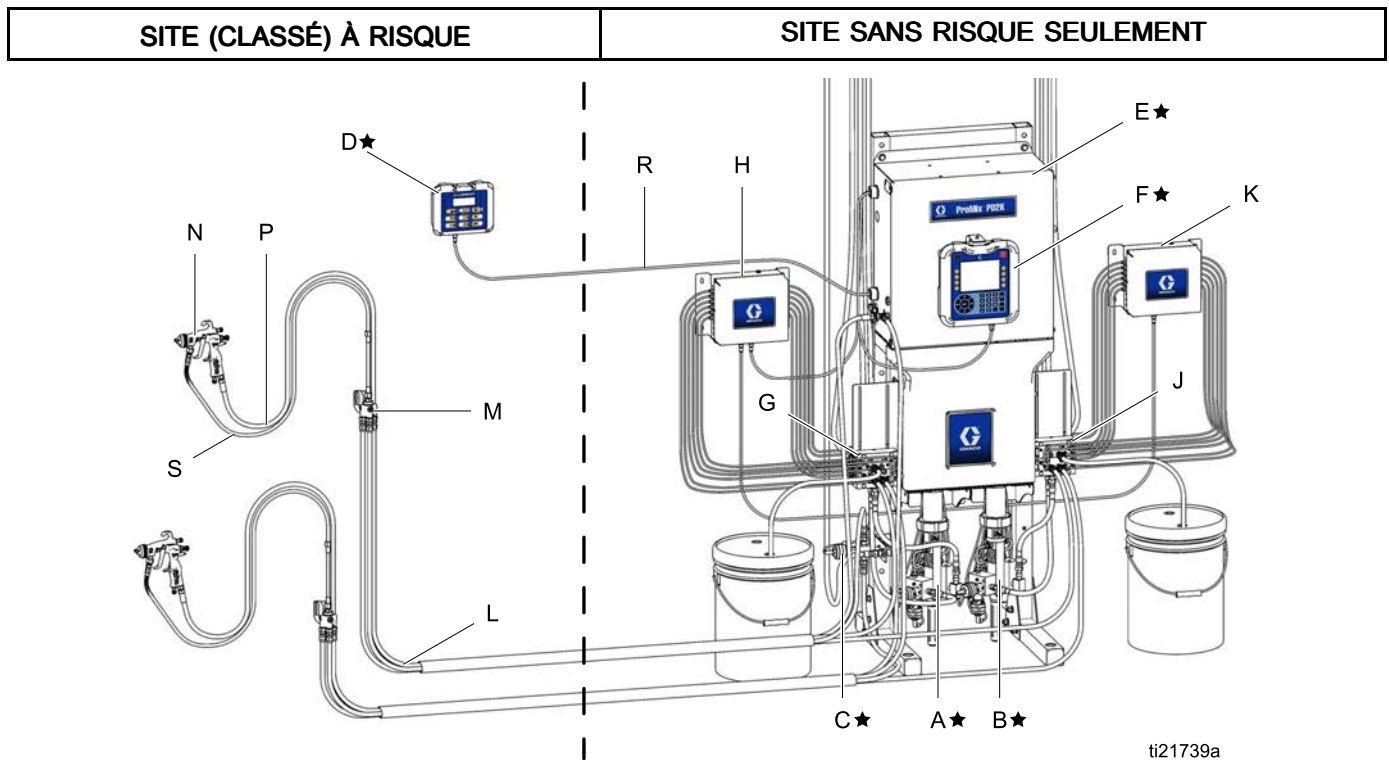 SITE (CLASSÉ) À RISQUE
SITE SANS RISQUE SEULEMENT
E★
D★
R
H
F★
K
N
P
ProMix PD2K
J
G
M
S
L
C★
A★
B★
ti21739a